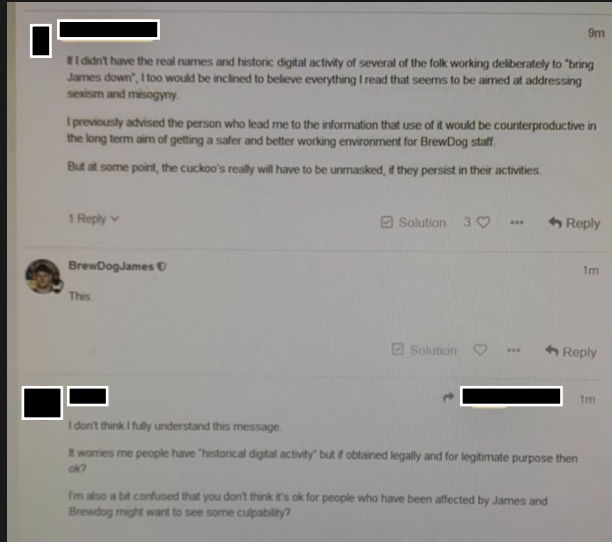 9m
If I didn't have the real names and historic digital activity of several of the folk working deliberately to "bring
James down", I too would be inclined to believe everything I read that seems to be aimed at addressing
sexism and misogyny.
I previously advised the person who lead me to the information that use of it would be counterproductive in
the long term aim of getting a safer and better working environment for BrewDog staff.
But at some point, the cuckoo's really will have to be unmasked, if they persist in their activities.
1 Reply
Solution 3 Reply
BrewDogJames 1m
This.
Solution Reply
1m
I don't think I fully understand this message.
It worries me people have "historical digital activity" but if obtained legally and for legitimate purpose then
ok?
I'm also a bit confused that you don't think it's ok for people who have been affected by James and
Brewdog might want to see some culpability?